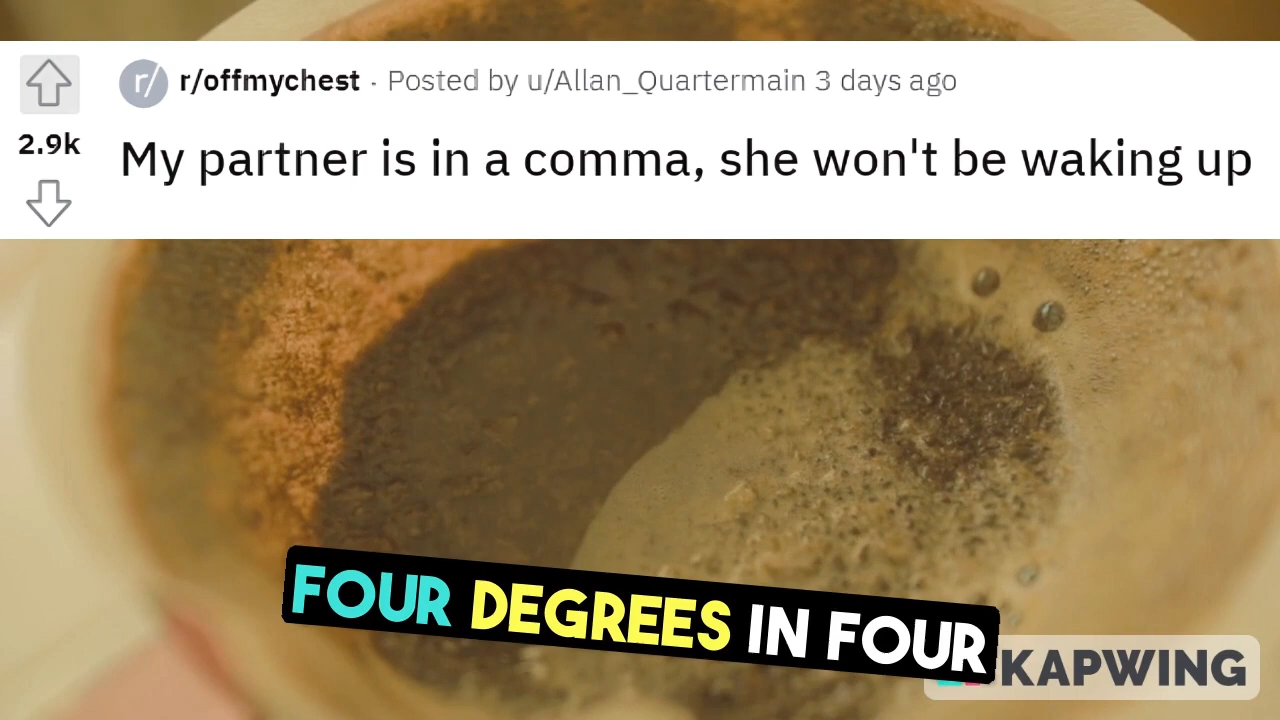 r/offmychest · Posted by u/Allan_Quartermain 3 days ago
2.9k
My partner is in a comma, she won't be waking up
FOUR DEGREES IN FOUR
KAPWING